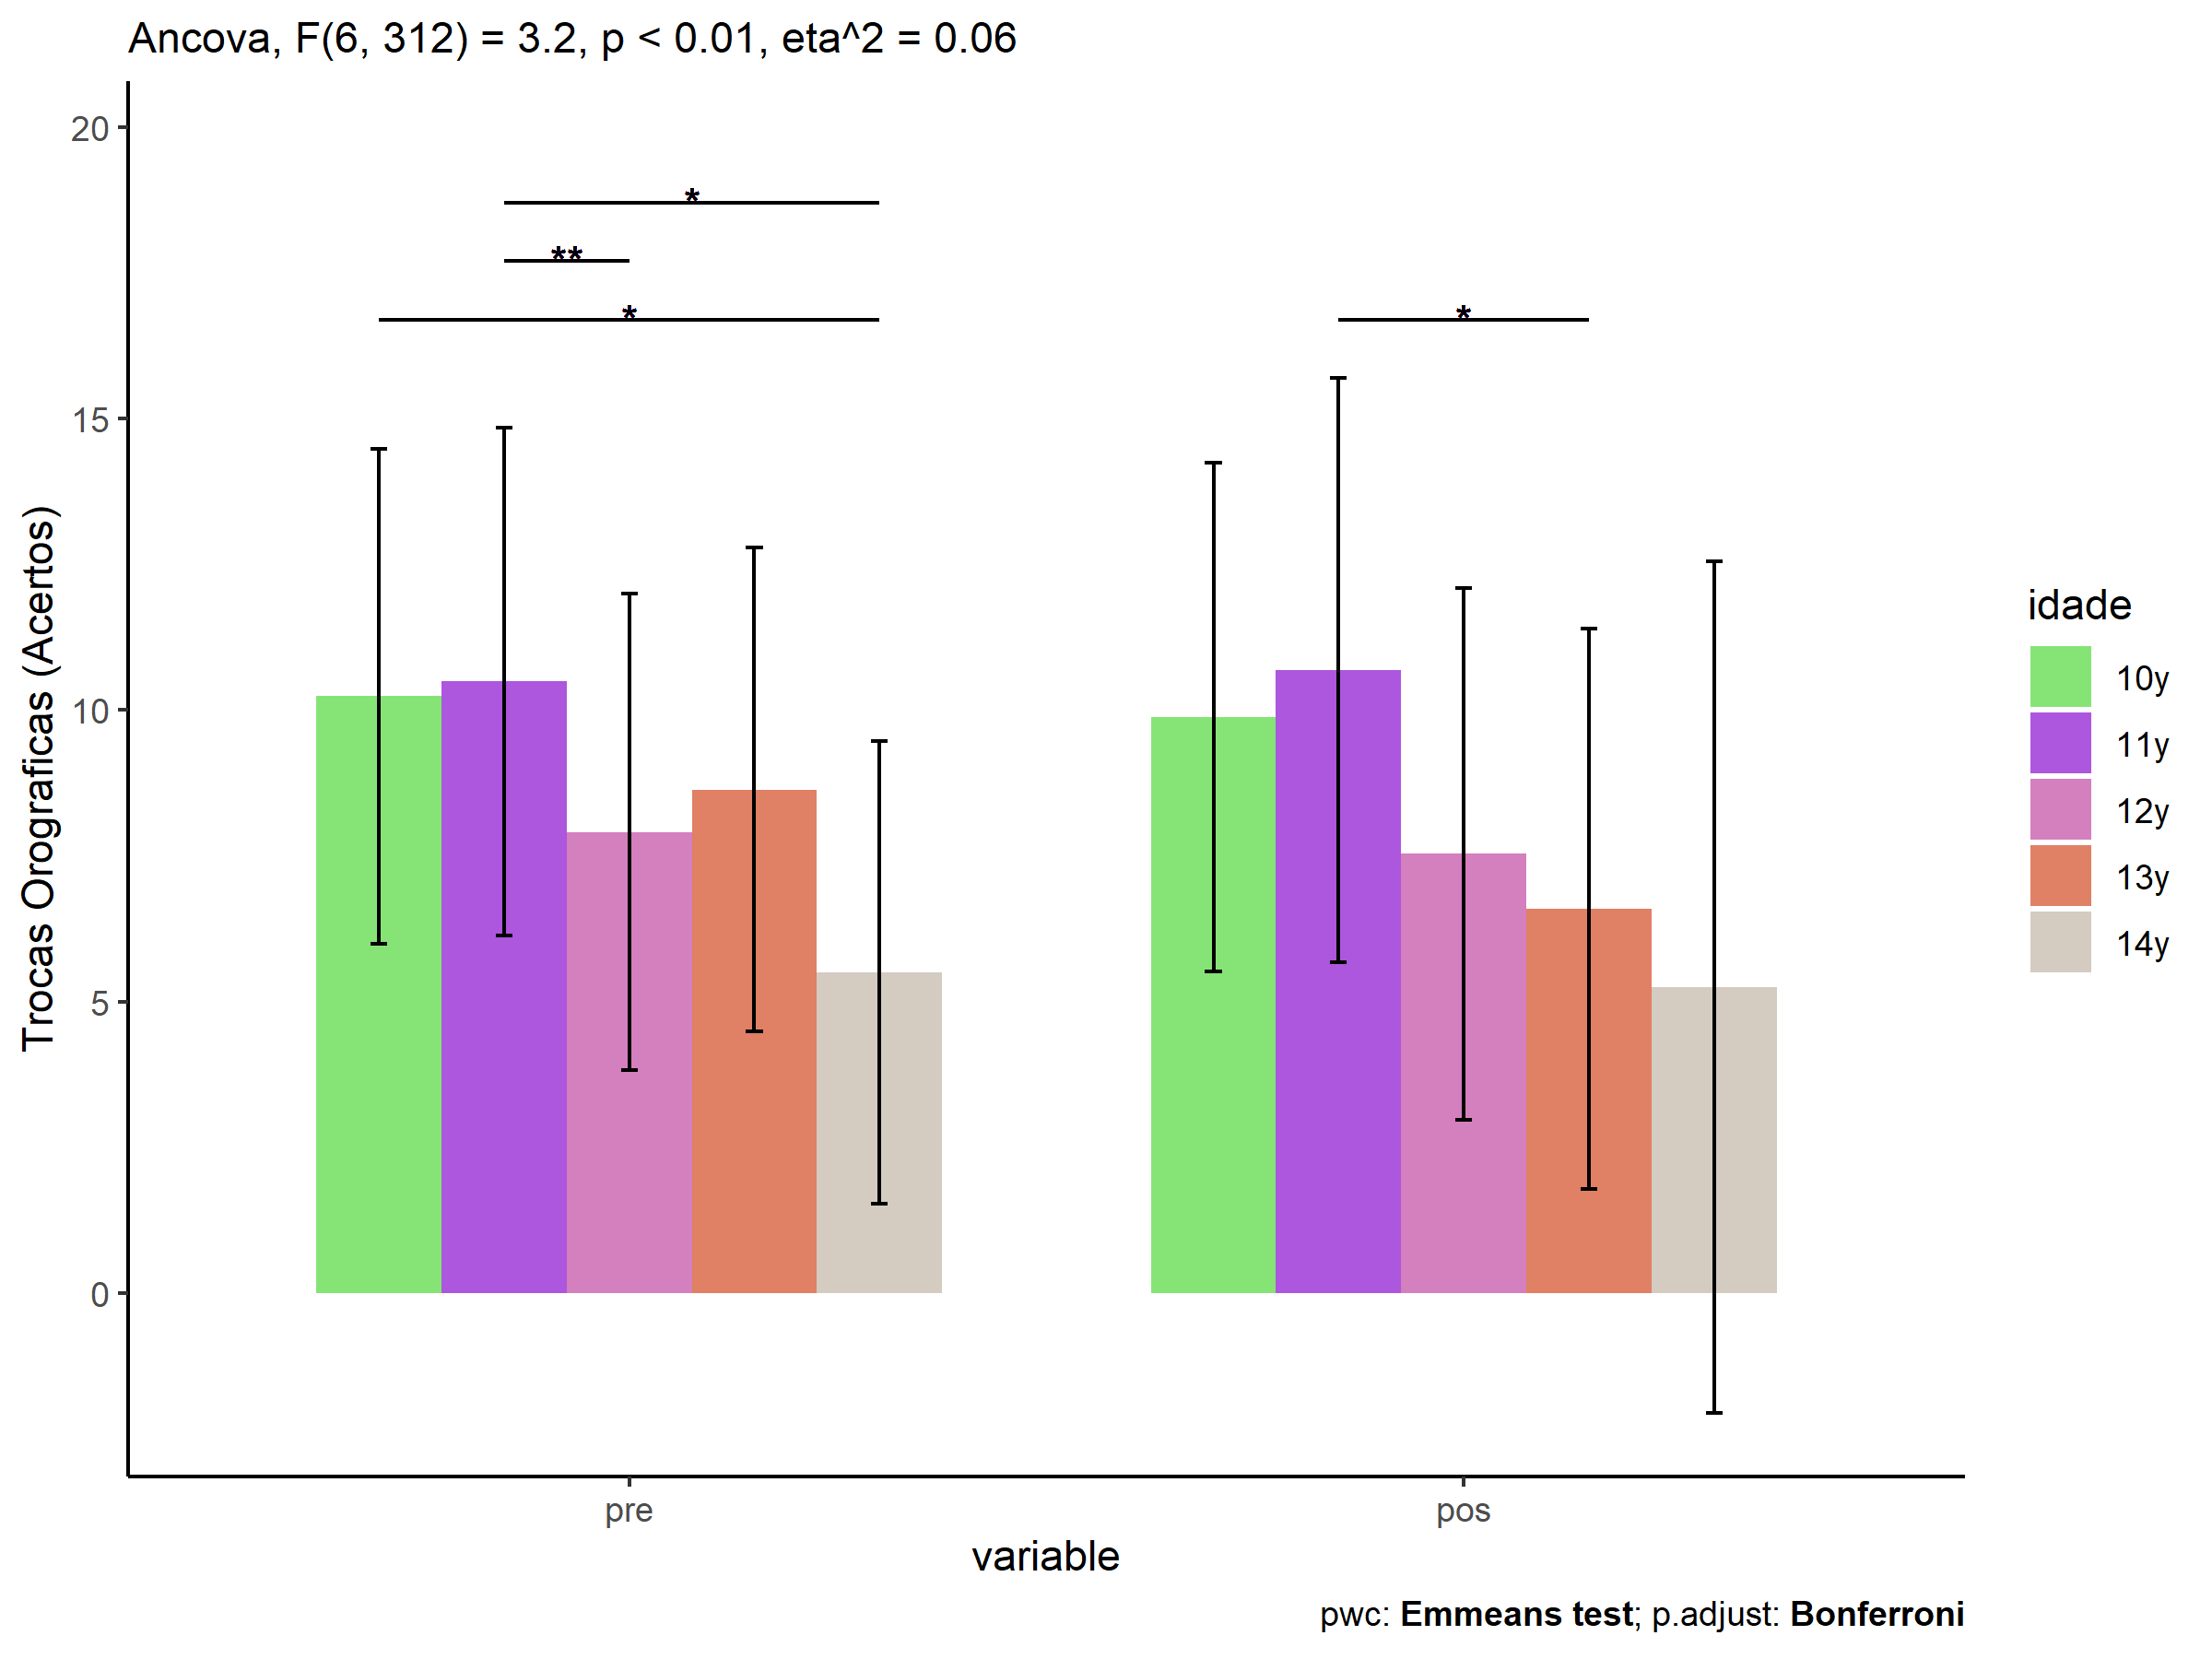 Ancova, F(6, 312) = 3.2, p < 0.01, eta^2 = 0.06
Trocas Orograficas (Acertos)
20
15
10
5
0
*
**
*
*
pre
pos
variable
idade
10y
11y
12y
13y
14y
pwc: Emmeans test; p.adjust: Bonferroni